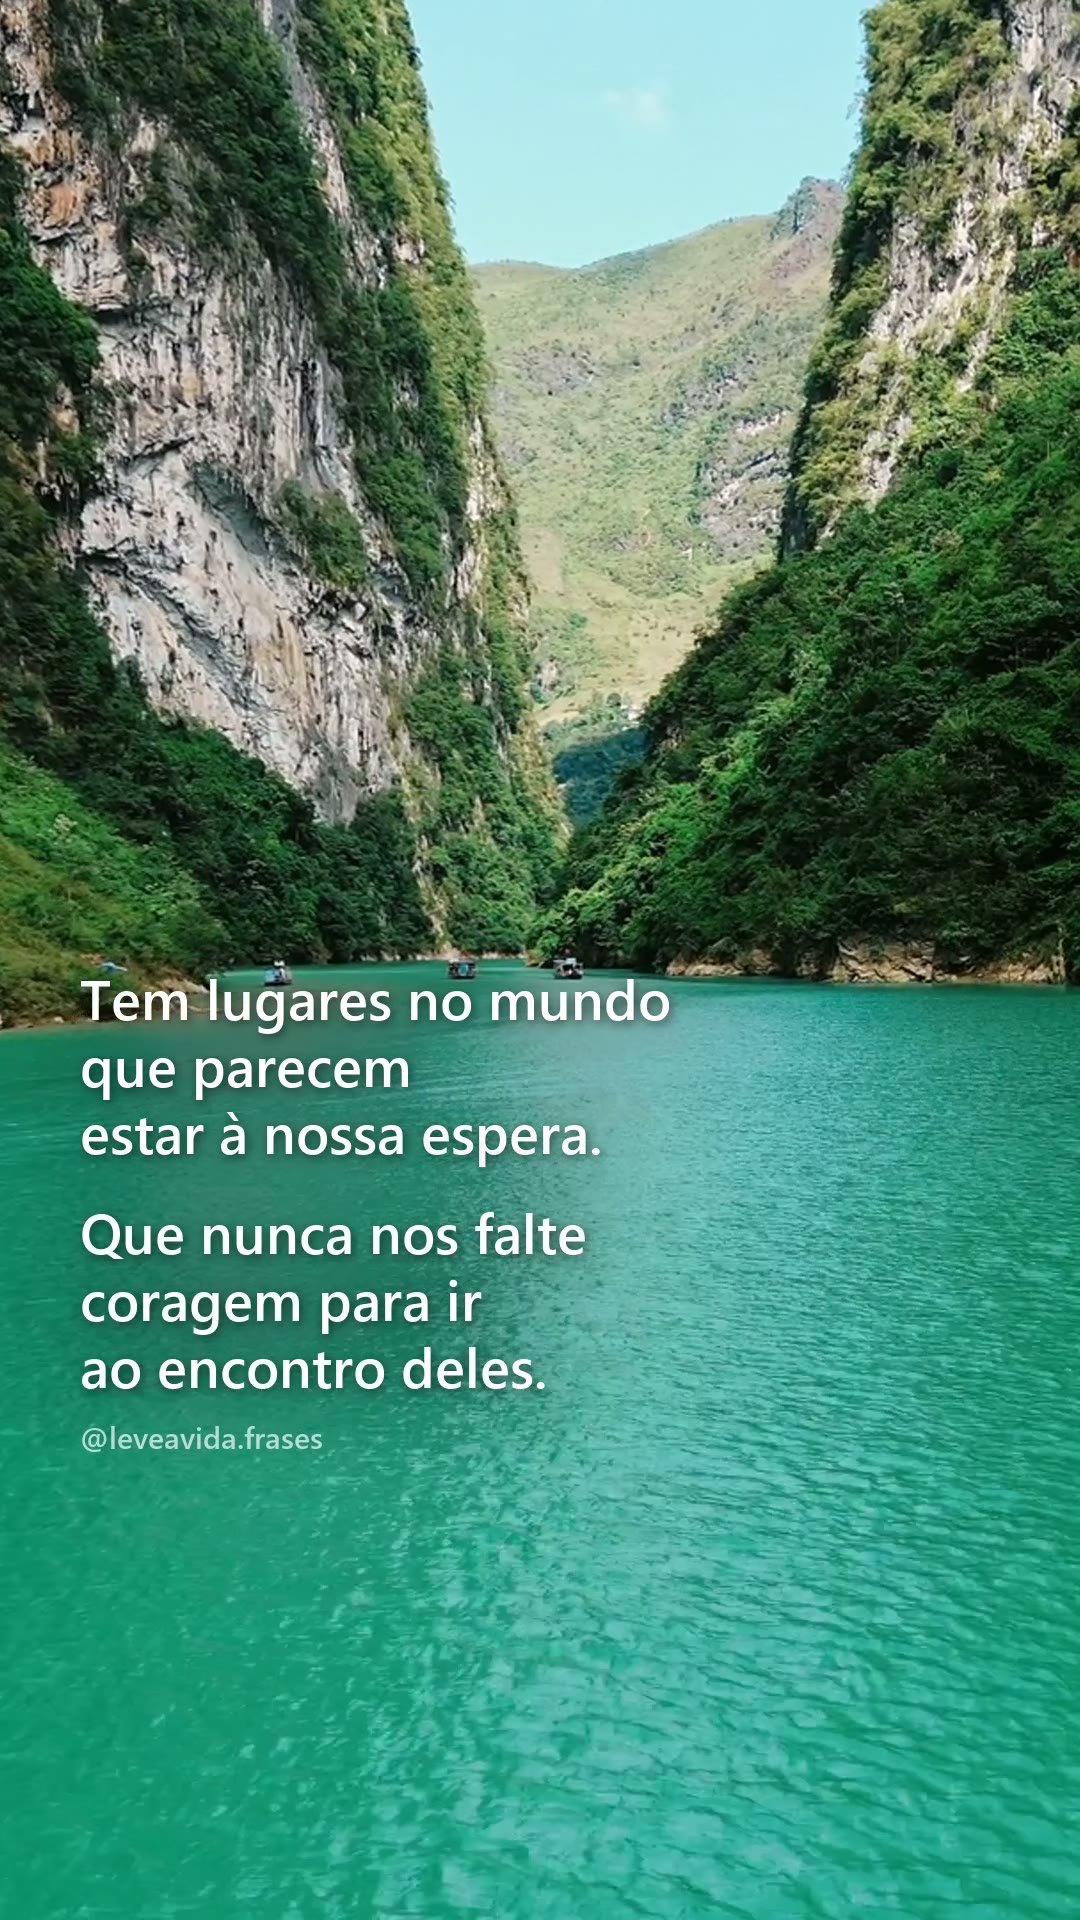 Tem lugares no mundo
que parecem
estar à nossa espera.
Que nunca nos falte
coragem para ir
ao encontro deles.
@leveavida.frases